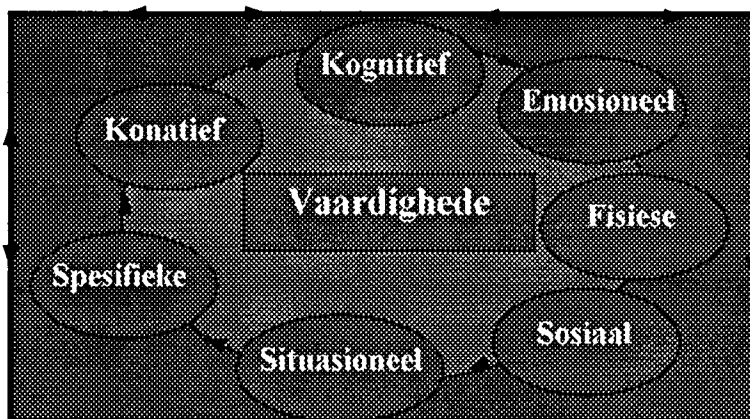 Kognitief
Emosioneel
Konatief
Vaardighede
Fisiese
Spesifieke
Sosiaal
Situasioneel